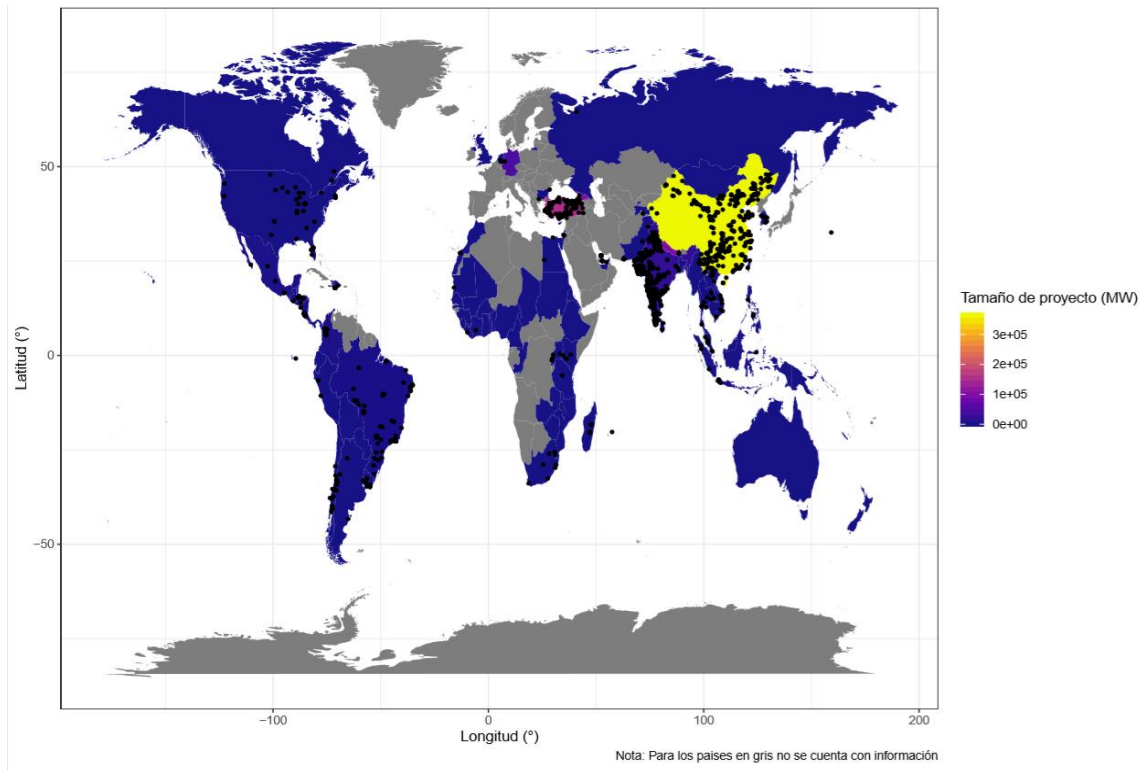 Latitud (°)
50
0
−50
−100
0
100
200
Longitud (°)
Tamaño de proyecto (MW)
3e+05
2e+05
1e+05
0e+00
Nota: Para los paises en gris no se cuenta con información